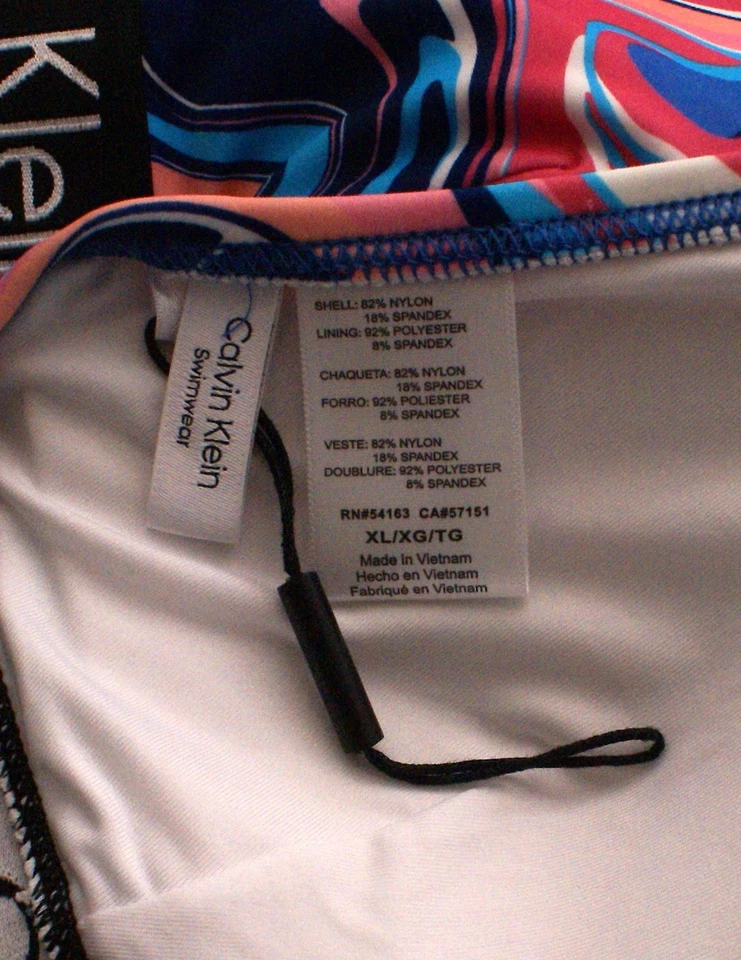 Klei
Calvin Klein
Swimwear
SHELL: 82% NYLON
18% SPANDEX
LINING: 92% POLYESTER
8% SPANDEX
CHAQUETA: 82% NYLON
18% SPANDEX
FORRO: 92% POLIESTER
8% SPANDEX
VESTE: 82% NYLON
18% SPANDEX
DOUBLURE: 92% POLYESTER
8% SPANDEX
RN#54163 CA#57151
XL/XG/TG
Made in Vietnam
Hecho en Vietnam
Fabriqué en Vietnam